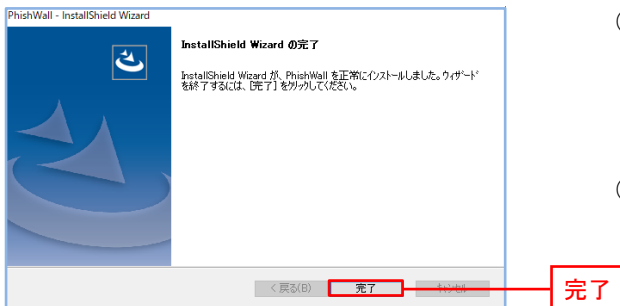 PhishWall - InstallShield Wizard
InstallShield Wizard の完了
InstallShield Wizard が、PhishWall を正常にインストールしました。ウィザード
を終了するには、[完了] をクリックしてください。
< 戻る(B)
完了
キャンセル
完了